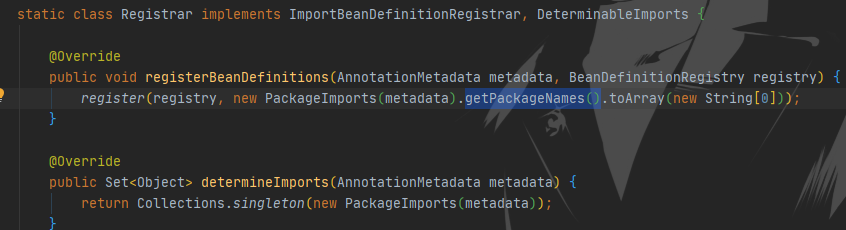 static class Registrar implements ImportBeanDefinitionRegistrar, DeterminableImports {
@Override
public void registerBeanDefinitions(AnnotationMetadata metadata, BeanDefinitionRegistry registry) {
register(registry, new PackageImports(metadata).getPackageNames().toArray(new String[0]));
}
@Override
public Set<Object> determineImports(AnnotationMetadata metadata) {
return Collections.singleton(new PackageImports(metadata));
}